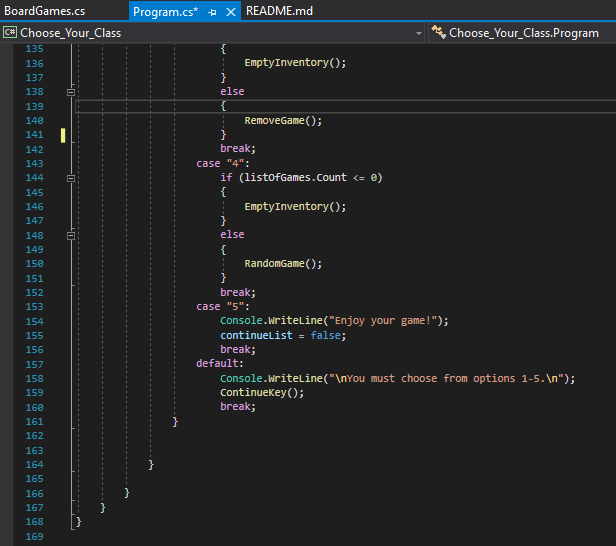 BoardGames.cs Program.cs* README.md
C# Choose_Your_Class Choose_Your_Class.Program
135 {
136 EmptyInventory();
137 }
138 else
139 {
140 RemoveGame();
141 }
142 break;
143 case "4":
144 if (listOfGames.Count <= 0)
145 {
146 EmptyInventory();
147 }
148 else
149 {
150 RandomGame();
151 }
152 break;
153 case "5":
154 Console.WriteLine("Enjoy your game!");
155 continueList = false;
156 break;
157 default:
158 Console.WriteLine("\nYou must choose from options 1-5.\n");
159 ContinueKey();
160 break;
161 }
162
163
164 }
165
166 }
167 }
168 }
169